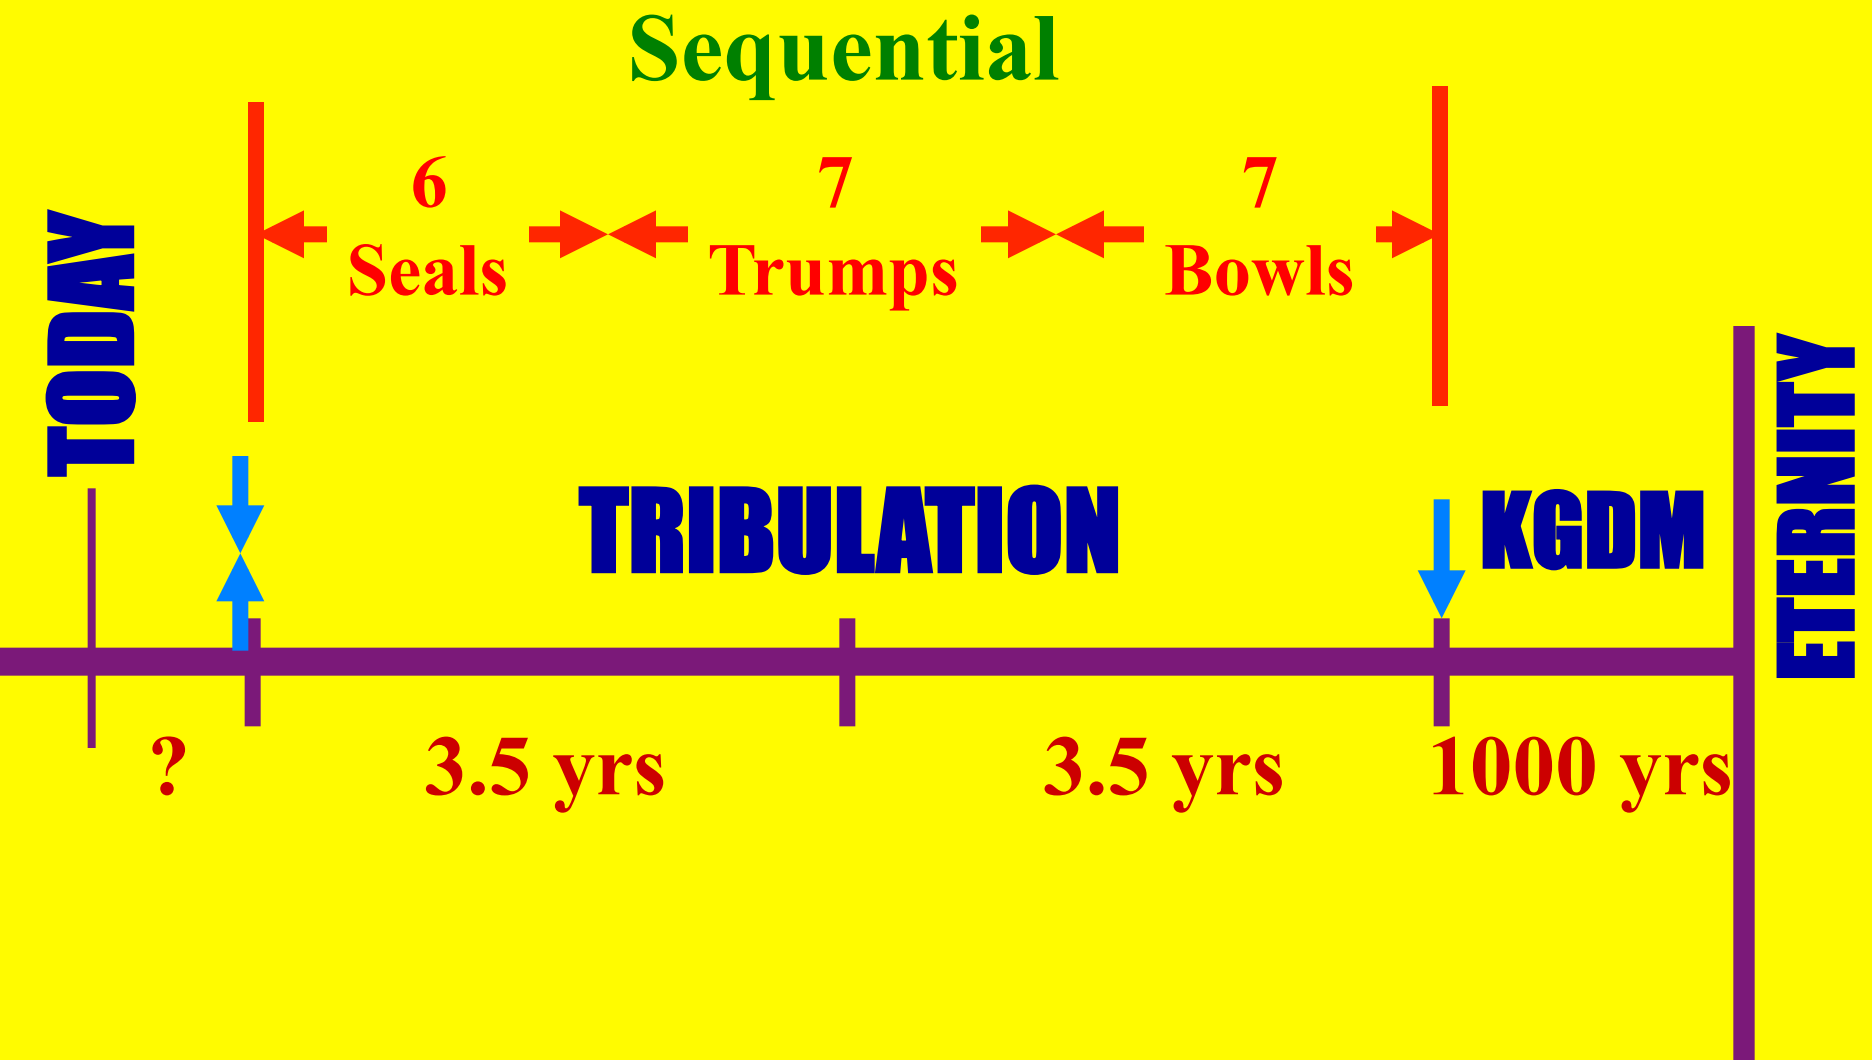 Sequential
6 Seals
7 Trumps
7 Bowls
TODAY
TRIBULATION
KGDM
ETERNITY
?
3.5 yrs
3.5 yrs
1000 yrs